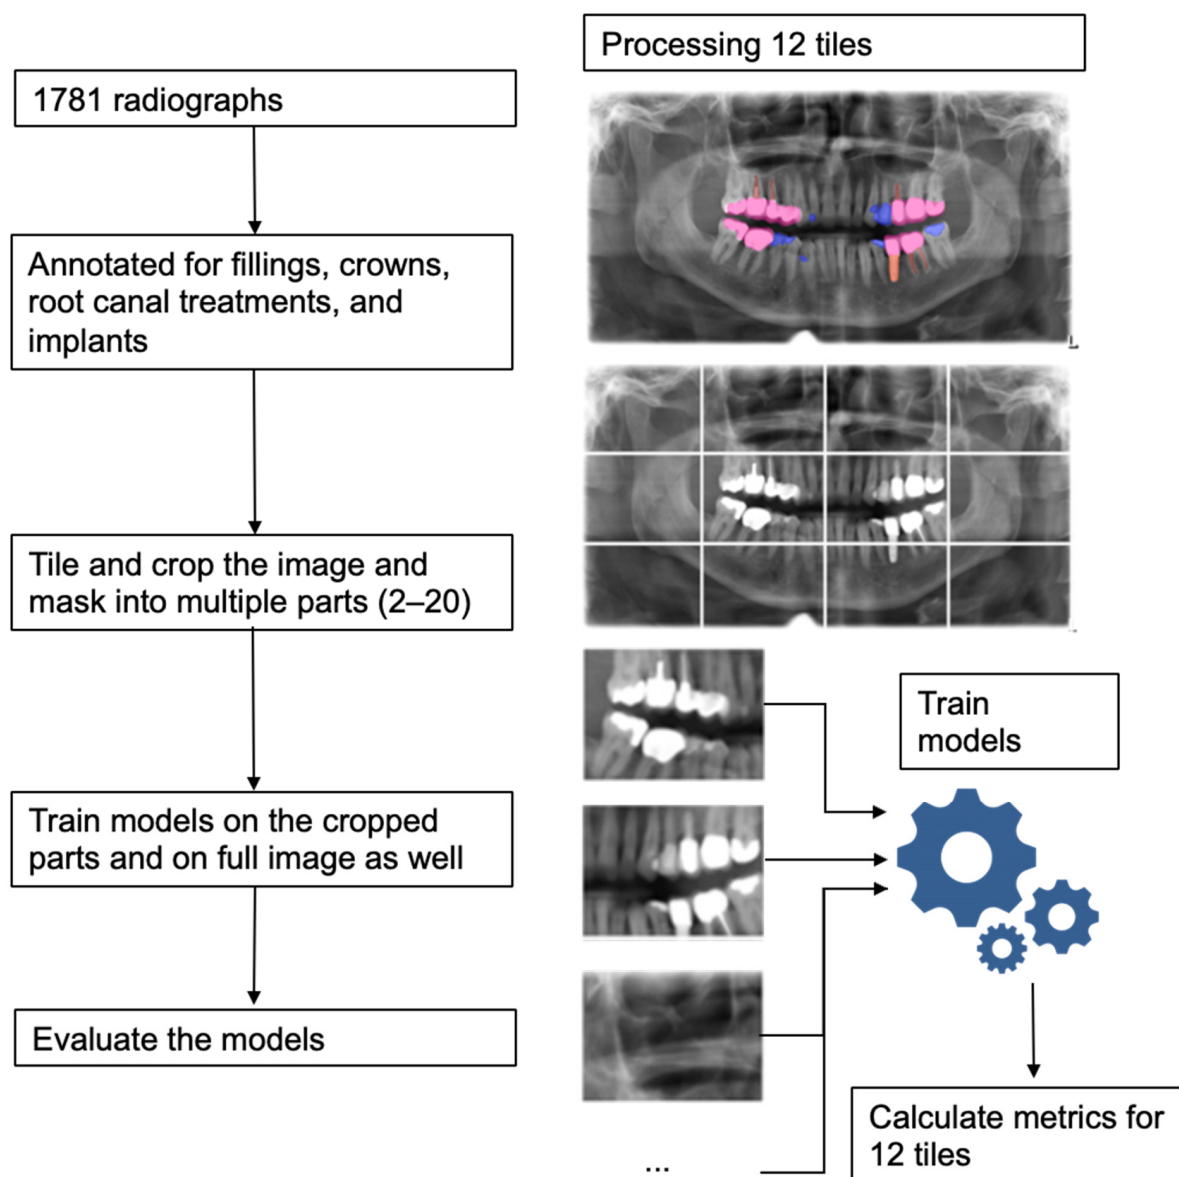 1781 radiographs
Annotated for fillings, crowns,
root canal treatments, and
implants
Tile and crop the image and
mask into multiple parts (2–20)
Train models on the cropped
parts and on full image as well
Evaluate the models
Processing 12 tiles
L
Train
models
...
Calculate metrics for
12 tiles